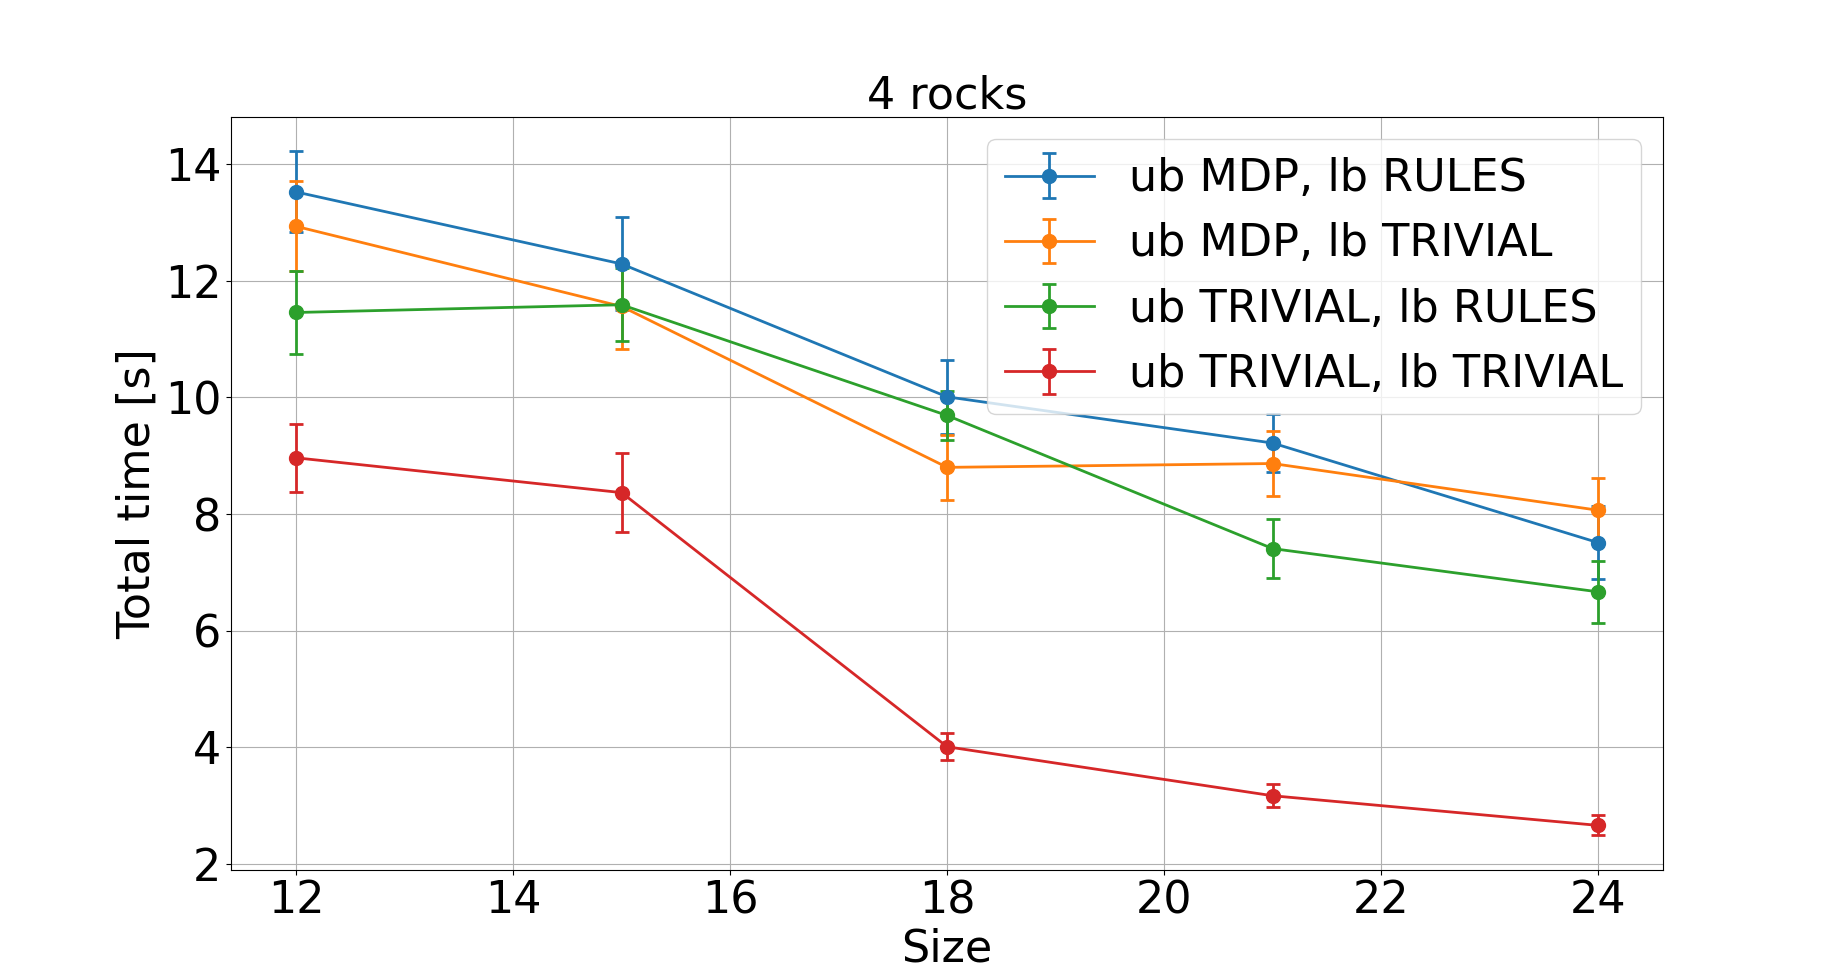 4 rocks
14
12
10
8
6
4
2
Total time [s]
ub MDP, lb RULES
ub MDP, lb TRIVIAL
ub TRIVIAL, lb RULES
ub TRIVIAL, lb TRIVIAL
12 14 16 18 20 22 24
Size